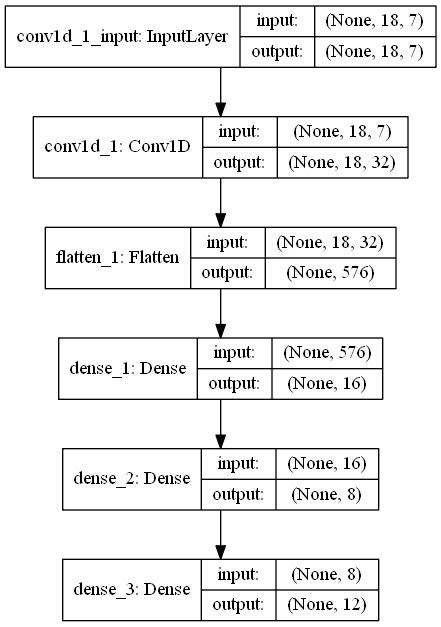 conv1d_1_input: InputLayer
input: (None, 18, 7)
output: (None, 18, 7)
conv1d_1: Conv1D
input: (None, 18, 7)
output: (None, 18, 32)
flatten_1: Flatten
input: (None, 18, 32)
output: (None, 576)
dense_1: Dense
input: (None, 576)
output: (None, 16)
dense_2: Dense
input: (None, 16)
output: (None, 8)
dense_3: Dense
input: (None, 8)
output: (None, 12)